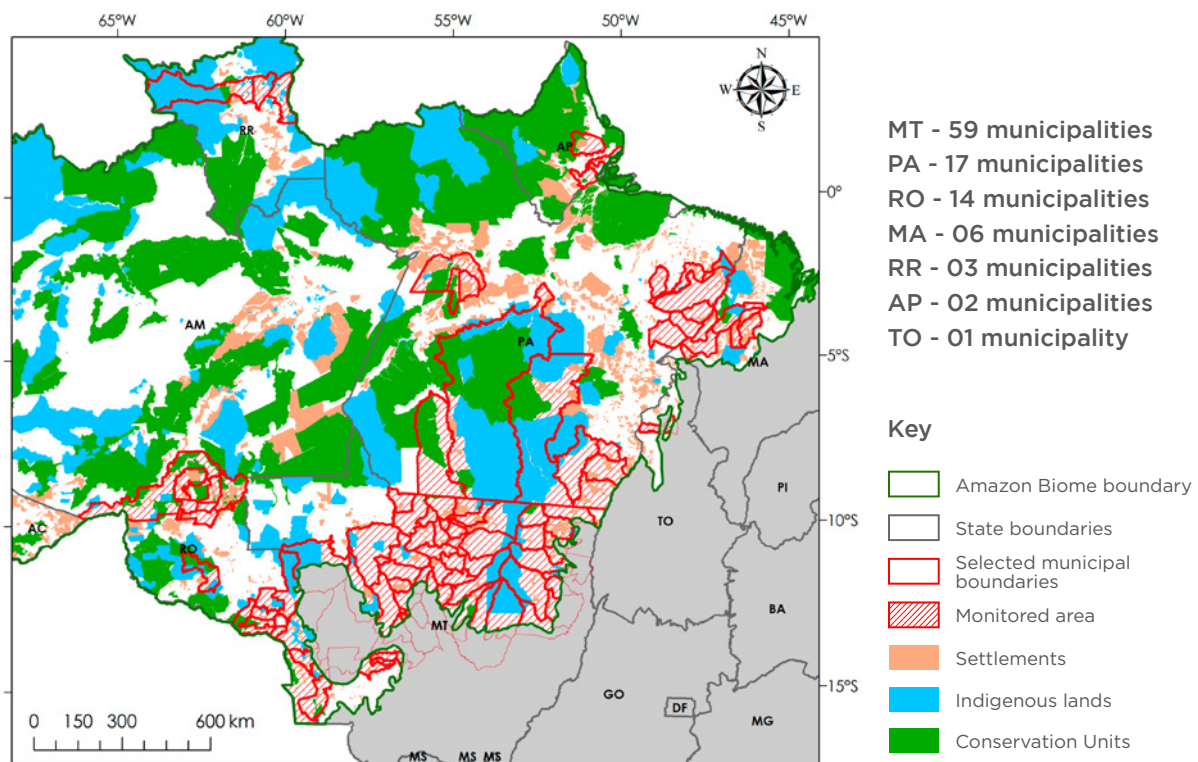 65°W 60°W 55°W 50°W 45°W
N
W E
S
RR
AP
0°
AM
PA
5°S
MA
PI
AC
TO
10°S
RO
BA
MT
15°S
GO
DF
MG
0 150 300 600 km
MS MS MS
MT - 59 municipalities
PA - 17 municipalities
RO - 14 municipalities
MA - 06 municipalities
RR - 03 municipalities
AP - 02 municipalities
TO - 01 municipality
Key
Amazon Biome boundary
State boundaries
Selected municipal
boundaries
Monitored area
Settlements
Indigenous lands
Conservation Units